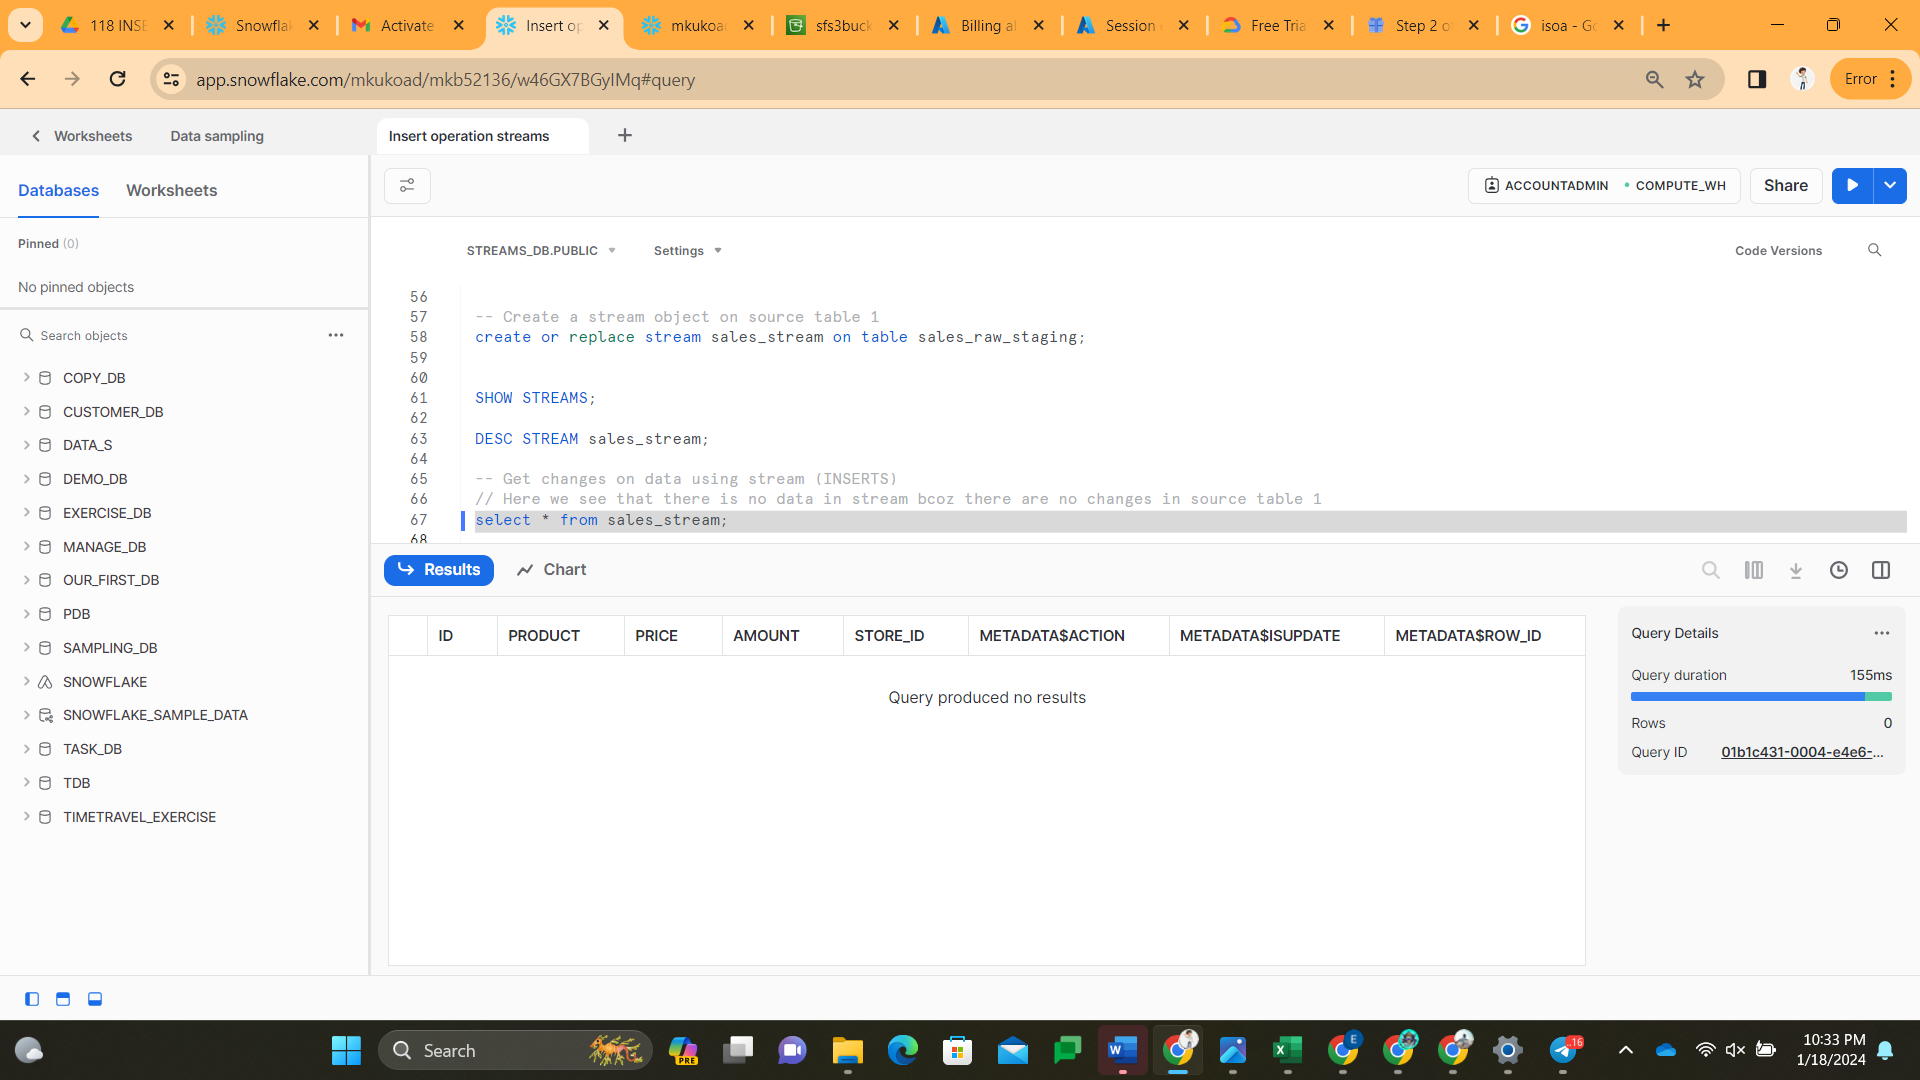 118 INSE
Snowfla
Activate
Insert op
mkukoa
sfs3buck
Billing al
Session
Free Tria
Step 2 o
isoa - Go
app.snowflake.com/mkukoad/mkb52136/w46GX7BGyIMq#query
Error
Worksheets
Data sampling
Insert operation streams
Databases
Worksheets
ACCOUNTADMIN
COMPUTE_WH
Share
Pinned (0)
No pinned objects
STREAMS_DB.PUBLIC
Settings
Code Versions
Search objects
COPY_DB
CUSTOMER_DB
DATA_S
DEMO_DB
EXERCISE_DB
MANAGE_DB
OUR_FIRST_DB
PDB
SAMPLING_DB
SNOWFLAKE
SNOWFLAKE_SAMPLE_DATA
TASK_DB
TDB
TIMETRAVEL_EXERCISE
56
57 -- Create a stream object on source table 1
58 create or replace stream sales_stream on table sales_raw_staging;
59
60
61 SHOW STREAMS;
62
63 DESC STREAM sales_stream;
64
65 -- Get changes on data using stream (INSERTS)
66 // Here we see that there is no data in stream bcoz there are no changes in source table 1
67 select * from sales_stream;
68
Results
Chart
ID PRODUCT PRICE AMOUNT STORE_ID METADATA$ACTION METADATA$ISUPDATE METADATA$ROW_ID
Query produced no results
Query Details
Query duration 155ms
Rows 0
Query ID 01b1c431-0004-e4e6-...
Search
PRE
E
16
10:33 PM
1/18/2024